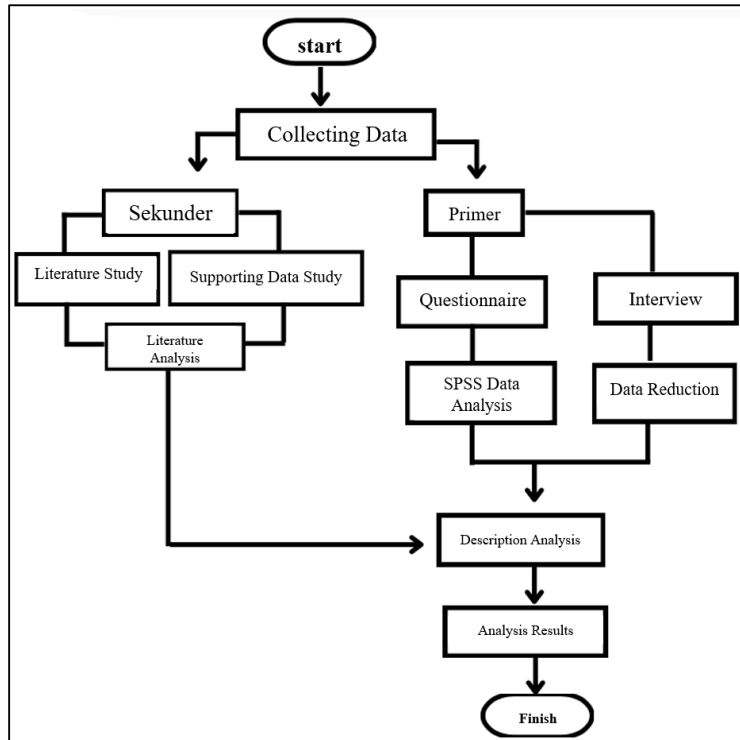 start
Collecting Data
Sekunder
Primer
Literature Study
Supporting Data Study
Questionnaire
Interview
Literature
Analysis
SPSS Data
Analysis
Data Reduction
Description Analysis
Analysis Results
Finish